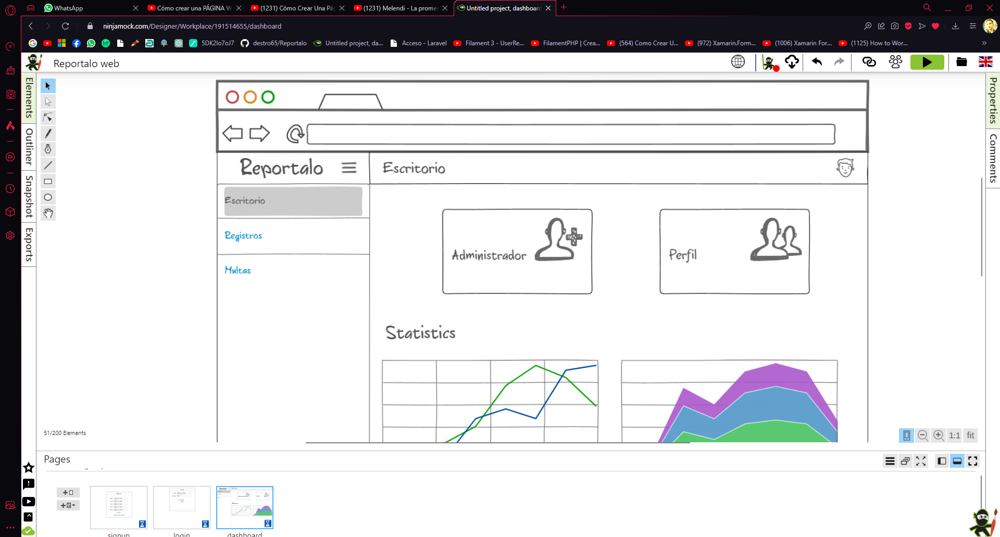 WhatsApp
Cómo crear una PÁGINA W
(1231) Cómo Crear Una Pág
(1231) Melendi - La promes
Untitled project, dashboard
ninjamock.com/Designer/Workplace/191514655/dashboard
5DK2Io7oJ7
destro65/Reportalo
Untitled project, da...
Acceso - Laravel
Filament 3 - UserRe...
FilamentPHP | Crea...
(564) Como Crear U...
(972) Xamarin.Form...
(1006) Xamarin For...
(1125) How to Wor...
Reportalo web
Elements
Outliner
Snapshot
Exports
Properties
Comments
Reportalo
Escritorio
Escritorio
Registros
Multas
Administrador
Perfil
Statistics
51/200 Elements
1:1
fit
Pages
signup
login
dashboard